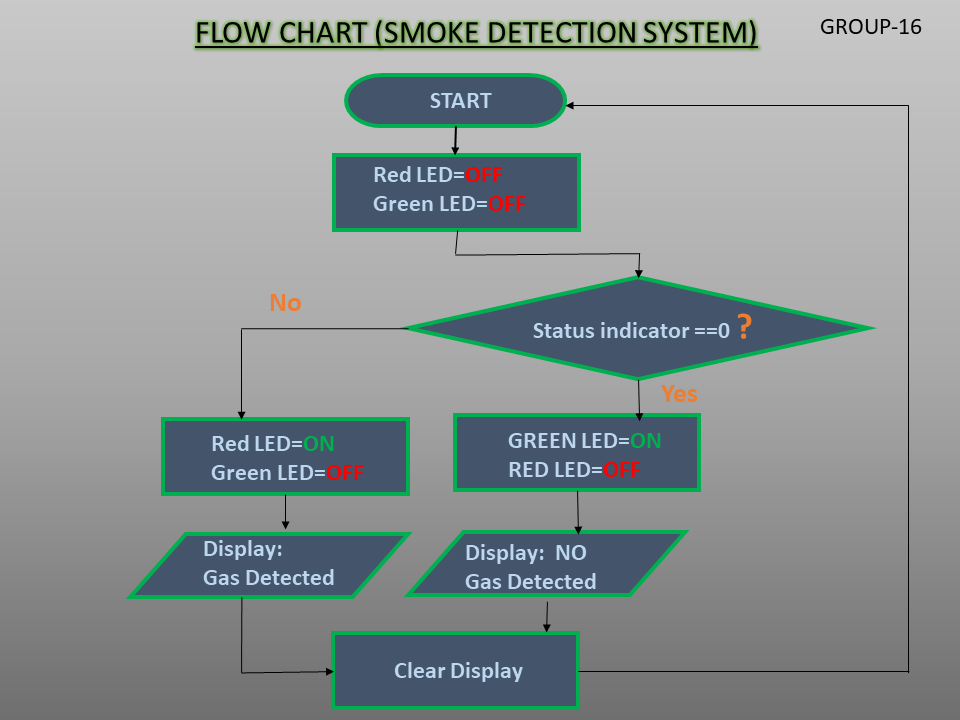 FLOW CHART (SMOKE DETECTION SYSTEM)
GROUP-16
START
Red LED=OFF
Green LED=OFF
Status indicator ==0 ?
No
Yes
Red LED=ON
Green LED=OFF
GREEN LED=ON
RED LED=OFF
Display:
Gas Detected
Display: NO
Gas Detected
Clear Display